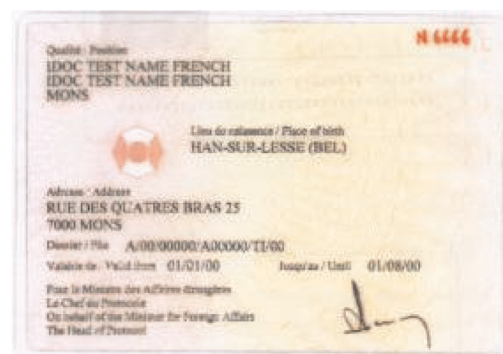 N 6666
Qualité / Position
IDOC TEST NAME FRENCH
IDOC TEST NAME FRENCH
MONS
Lieu de naissance / Place of birth
HAN-SUR-LESSE (BEL)
Adresse / Address
RUE DES QUATRES BRAS 25
7000 MONS
Dossier / File A/00/00000/A00000/TI/00
Valable de / Valid from 01/01/00 Jusqu'au / Until 01/08/00
Pour le Ministre des Affaires étrangères
Le Chef du Protocole
On behalf of the Minister for Foreign Affairs
The Head of Protocol